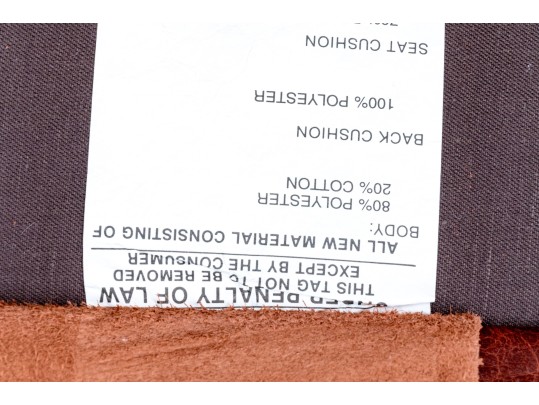 UNDER PENALTY OF LAW
THIS TAG NOT TO BE REMOVED
EXCEPT BY THE CONSUMER
ALL NEW MATERIAL CONSISTING OF
BODY:
80% POLYESTER
20% COTTON
BACK CUSHION
100% POLYESTER
SEAT CUSHION